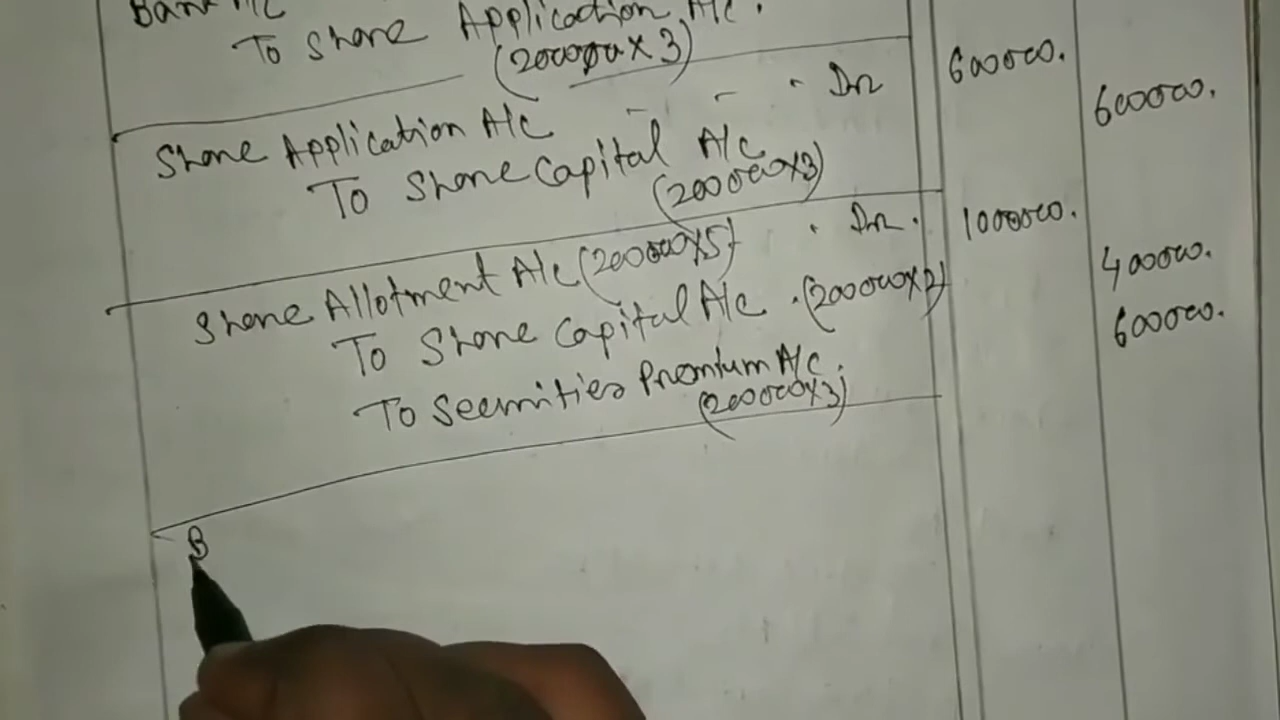 Bank A/c
To Share Application A/c.
(200000 x 3)
600000.
Share Application A/c - - . Dr
600000.
To Share Capital A/c
(200000x3)
Share Allotment A/c (200000x5) . Dr. 1000000.
To Share Capital A/c . (200000x2) 400000.
To Securities Premium A/c. 600000.
(200000x3)
B